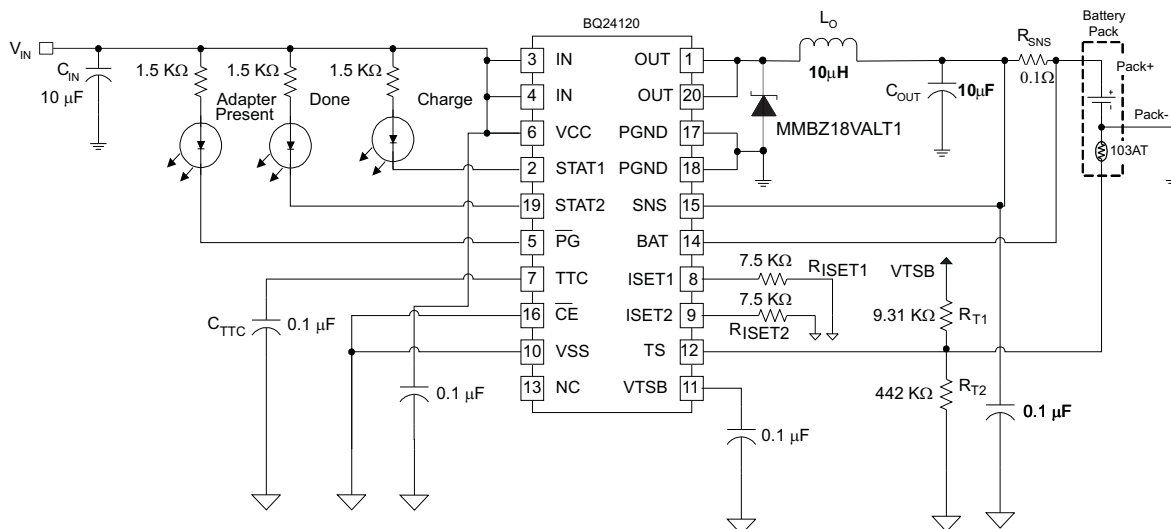 BQ24120
V_IN
C_IN
10 μF
1.5 KΩ
1.5 KΩ
1.5 KΩ
Adapter
Present
Done
Charge
3 IN
4 IN
6 VCC
2 STAT1
19 STAT2
5 PG
7 TTC
16 CE
10 VSS
13 NC
OUT 1
OUT 20
PGND 17
PGND 18
SNS 15
BAT 14
ISET1 8
ISET2 9
TS 12
VTSB 11
C_TTC
0.1 μF
0.1 μF
L_O
10μH
MMBZ18VALT1
C_OUT
10μF
R_SNS
0.1Ω
Battery
Pack
Pack+
+
-
Pack-
103AT
7.5 KΩ
R_ISET1
7.5 KΩ
R_ISET2
VTSB
9.31 KΩ
R_T1
442 KΩ
R_T2
0.1 μF
0.1 μF